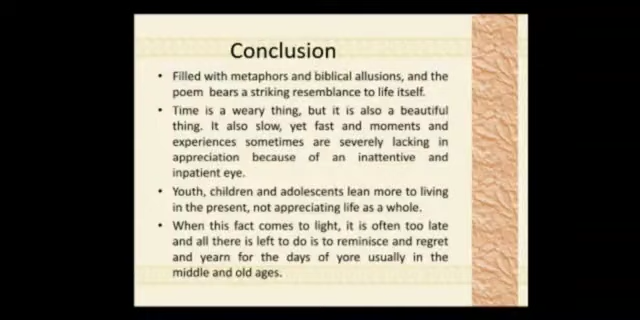 Conclusion
• Filled with metaphors and biblical allusions, and the
poem bears a striking resemblance to life itself.
• Time is a weary thing, but it is also a beautiful
thing. It also slow, yet fast and moments and
experiences sometimes are severely lacking in
appreciation because of an inattentive and
inpatient eye.
• Youth, children and adolescents lean more to living
in the present, not appreciating life as a whole.
• When this fact comes to light, it is often too late
and all there is left to do is to reminisce and regret
and yearn for the days of yore usually in the
middle and old ages.